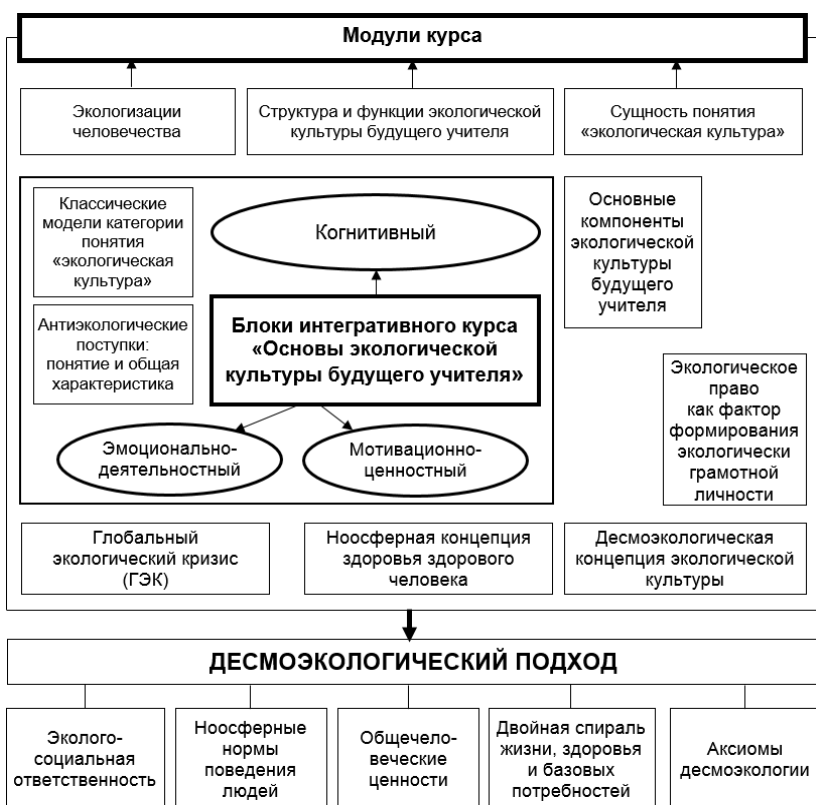 Модули курса
Экологизации
человечества
Структура и функции экологической
культуры будущего учителя
Сущность понятия
«экологическая культура»
Классические
модели категории
понятия
«экологическая
культура»
Когнитивный
Основные
компоненты
экологической
культуры
будущего
учителя
Антиэкологические
поступки:
понятие и общая
характеристика
Блоки интегративного курса
«Основы экологической
культуры будущего учителя»
Экологическое
право
как фактор
формирования
экологически
грамотной
личности
Эмоционально-
деятельностный
Мотивационно-
ценностный
Глобальный
экологический кризис
(ГЭК)
Ноосферная концепция
здоровья здорового
человека
Десмоэкологическая
концепция экологической
культуры
ДЕСМОЭКОЛОГИЧЕСКИЙ ПОДХОД
Эколого-
социальная
ответственность
Ноосферные
нормы
поведения
людей
Общечело-
веческие
ценности
Двойная спираль
жизни, здоровья
и базовых
потребностей
Аксиомы
десмоэкологии